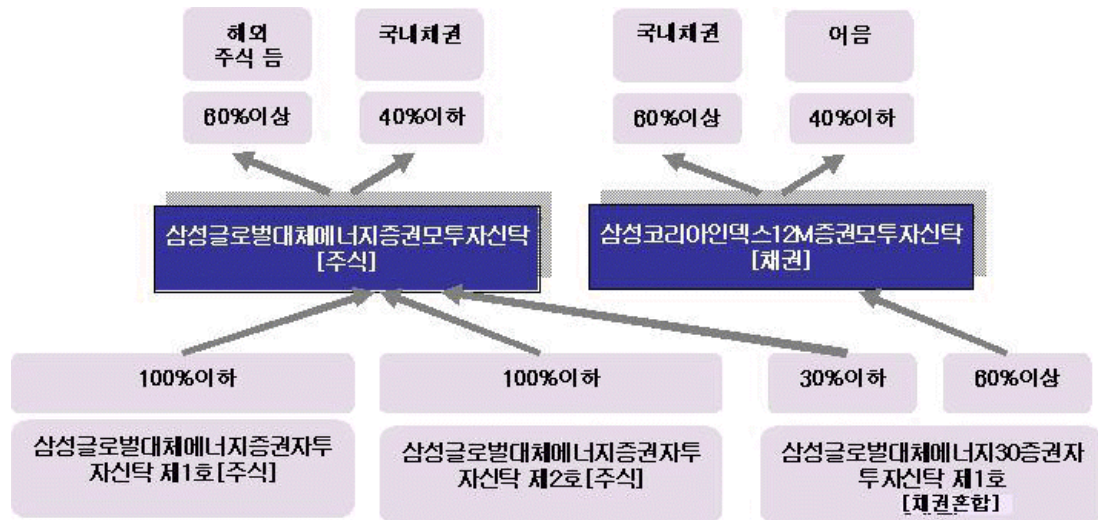 해외
주식 등
국내채권
국내채권
어음
60%이상
40%이하
60%이상
40%이하
삼성글로벌대체에너지증권모투자신탁
[주식]
삼성코리아인덱스12M증권모투자신탁
[채권]
100%이하
100%이하
30%이하
60%이상
삼성글로벌대체에너지증권자투
자신탁 제1호[주식]
삼성글로벌대체에너지증권자투
자신탁 제2호[주식]
삼성글로벌대체에너지30증권자
투자신탁 제1호
[채권혼합]